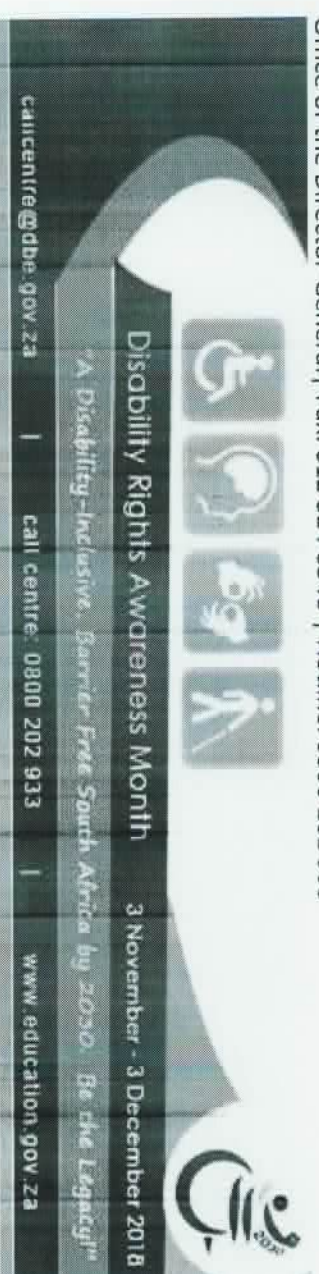 Disability Rights Awareness Month 3 November - 3 December 2018
"A Disability-Inclusive, Barrier Free South Africa by 2030. Be the Legacy!"
callcentre@dbe.gov.za | call centre: 0800 202 933 | www.education.gov.za
2030